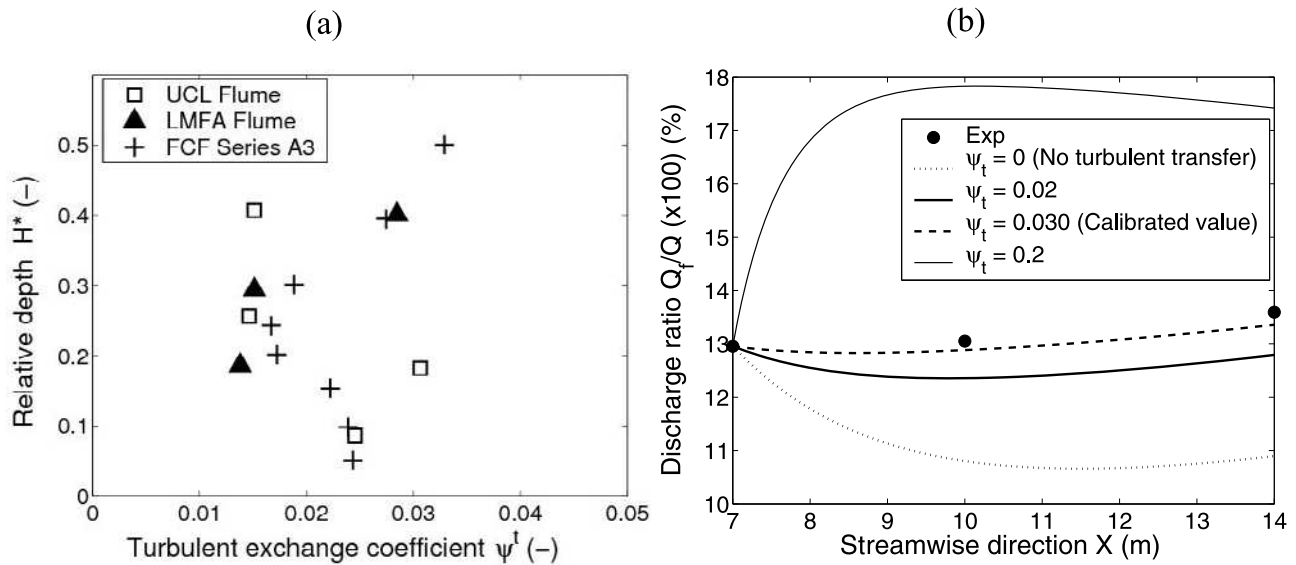 (a)
UCL Flume
LMFA Flume
FCF Series A3
0.5
0.4
0.3
0.2
0.1
0
0
0.01
0.02
0.03
0.04
0.05
Relative depth H* (−)
Turbulent exchange coefficient ψᵗ (−)
(b)
18
17
16
15
14
13
12
11
10
7
8
9
10
11
12
13
14
Exp
ψ_t = 0 (No turbulent transfer)
ψ_t = 0.02
ψ_t = 0.030 (Calibrated value)
ψ_t = 0.2
Discharge ratio Q_f/Q (x100) (%)
Streamwise direction X (m)